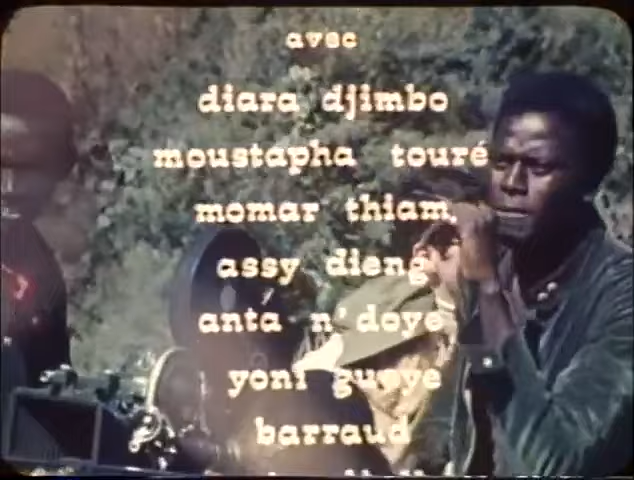 avec
diara djimbo
moustapha touré
momar thiam
assy dieng
anta n'doye
yoni gueye
barraud